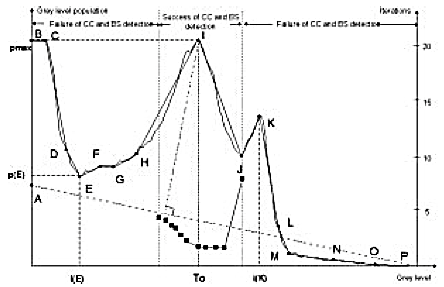 Grey level population
Iterations
Failure of CC and BS detection
Success of CC and BS
detection
Failure of CC and BS detection
pmax
B
C
I
20
15
K
D
F
H
10
p(E)
E
G
J
A
5
L
M
N
O
P
I(E)
Grey level